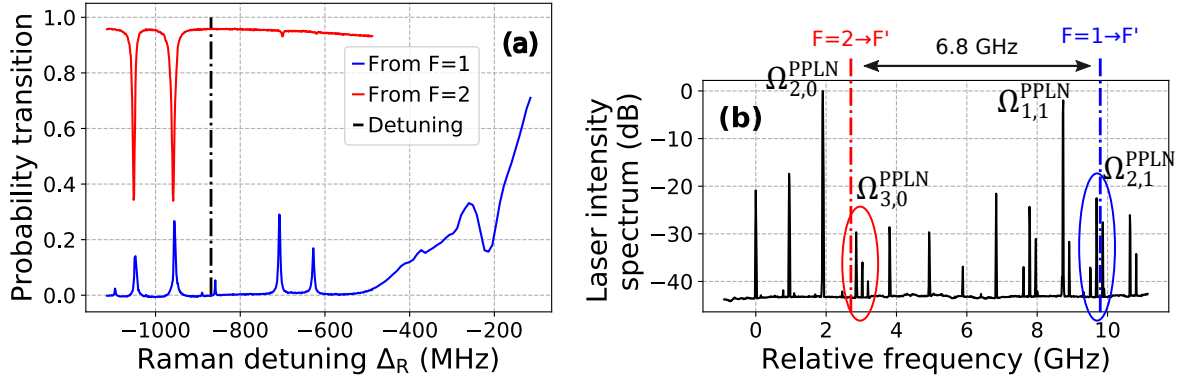 1.0
0.8
0.6
0.4
0.2
0.0
Probability transition
(a)
From F=1
From F=2
Detuning
−1000
−800
−600
−400
−200
Raman detuning Δ_R (MHz)
F=2→F'
F=1→F'
6.8 GHz
Ω_{2,0}^{PPLN}
Ω_{1,1}^{PPLN}
(b)
Ω_{3,0}^{PPLN}
Ω_{2,1}^{PPLN}
0
−10
−20
−30
−40
Laser intensity
spectrum (dB)
0
2
4
6
8
10
Relative frequency (GHz)